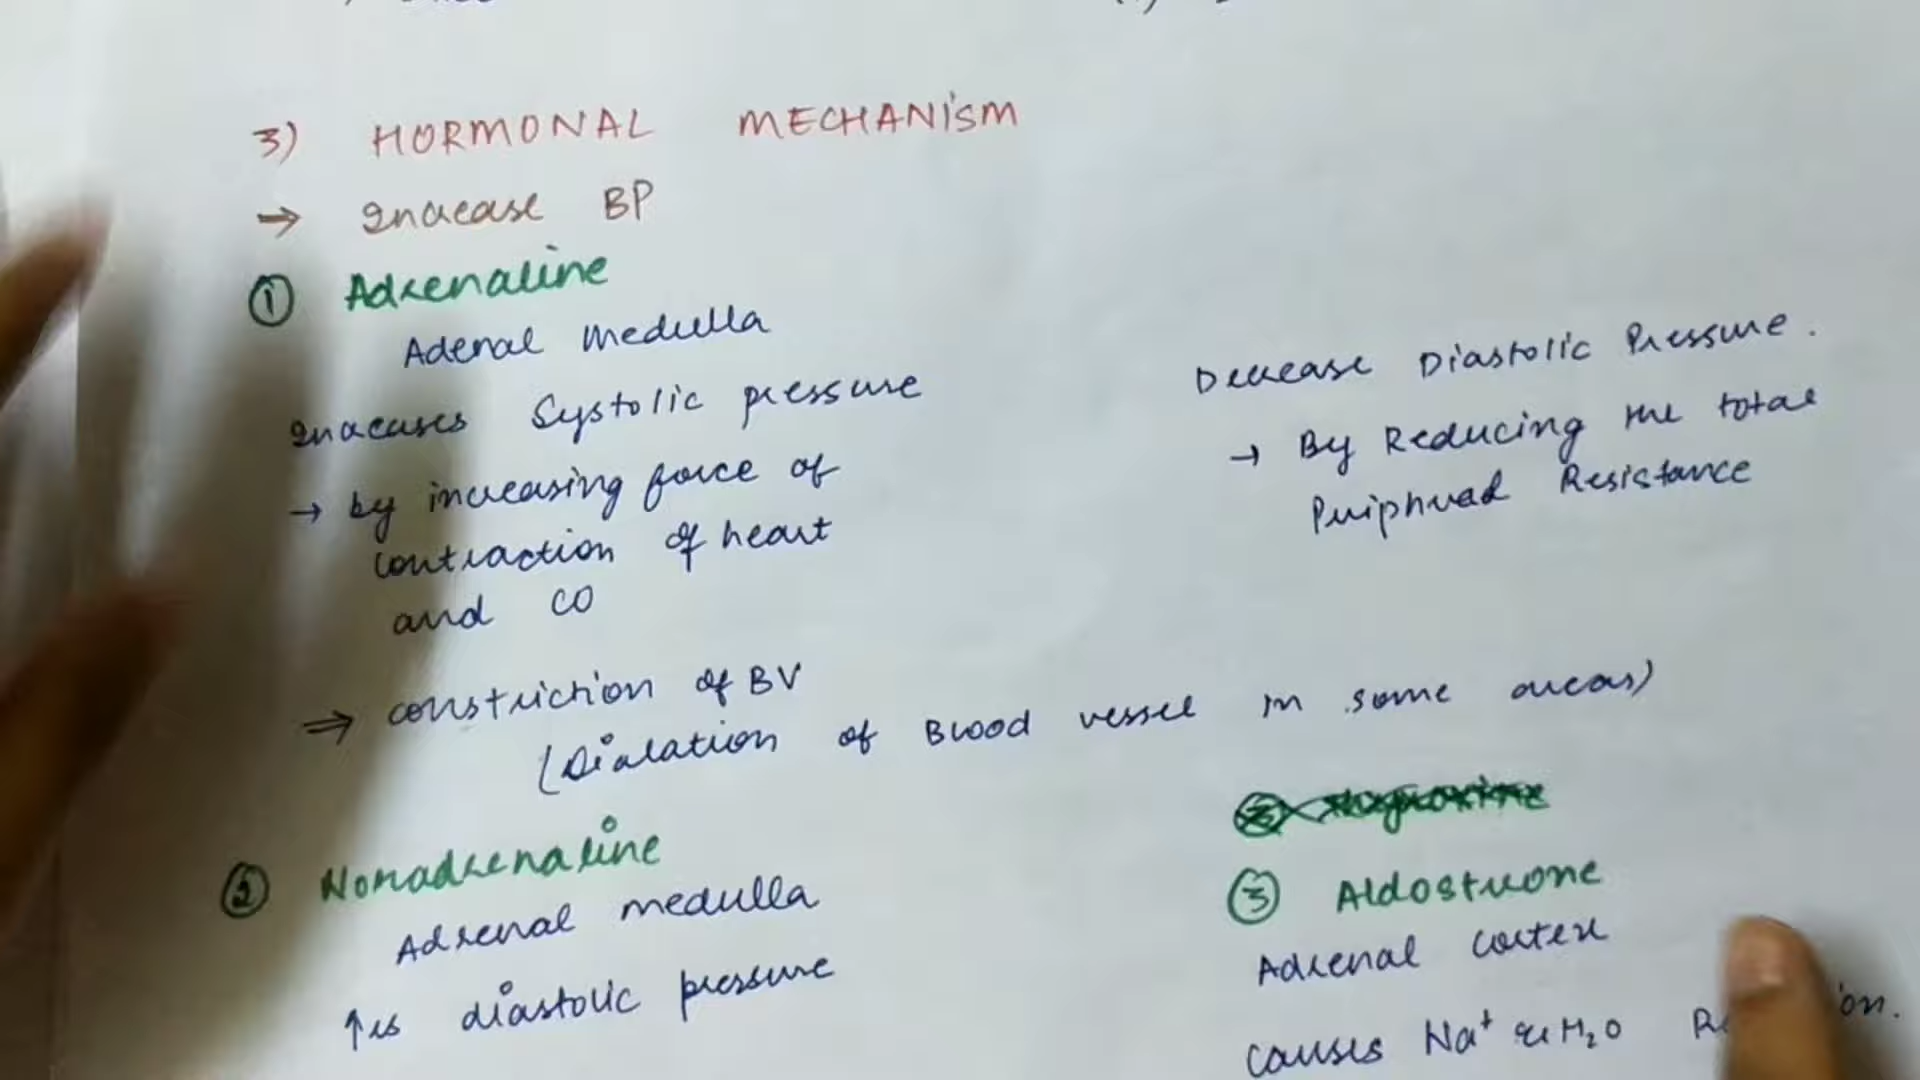 3) HORMONAL MECHANISM
→ Increase BP
① Adrenaline
Adenal medulla
Increases Systolic pressure
→ by increasing force of
contraction of heart
and CO
Decrease Diastolic Pressure.
→ By Reducing the total
Peripheral Resistance
⇒ constriction of BV
(Dialation of Blood vessel in some areas)
② Noradrenaline
Adrenal medulla
↑es diastolic pressure
③ Aldosterone
Adrenal cortex
causes Na⁺ & H₂O